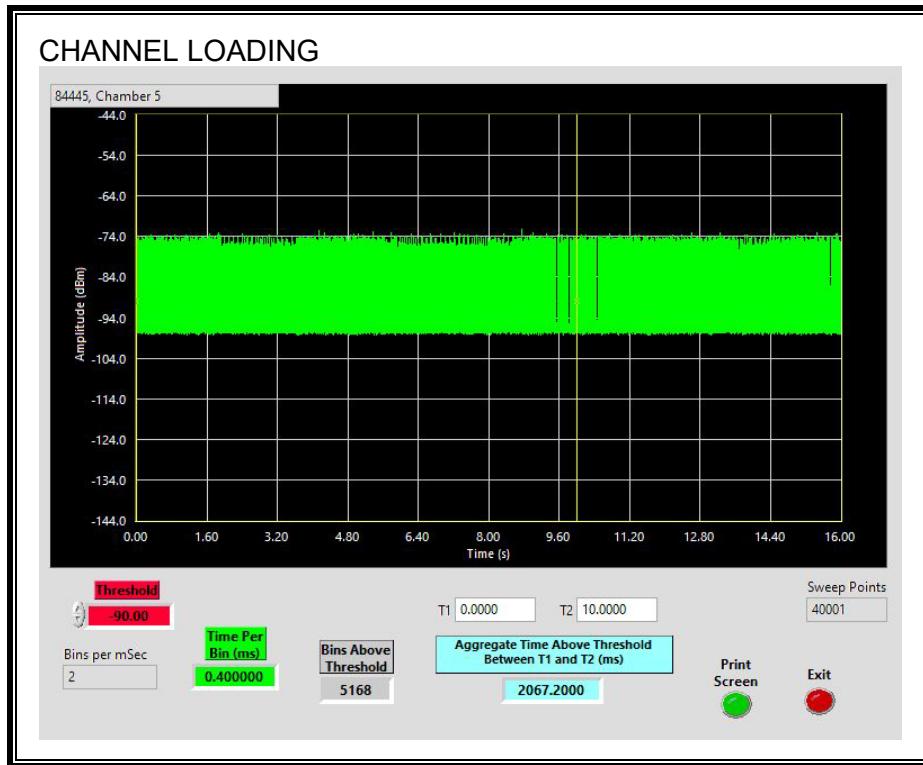 CHANNEL LOADING
84445, Chamber 5
-44.0
-54.0
-64.0
-74.0
-84.0
-94.0
-104.0
-114.0
-124.0
-134.0
-144.0
Amplitude (dBm)
0.00 1.60 3.20 4.80 6.40 8.00 9.60 11.20 12.80 14.40 16.00
Time (s)
Threshold
-90.00
Bins per mSec
2
Time Per
Bin (ms)
0.400000
Bins Above
Threshold
5168
T1 0.0000 T2 10.0000
Aggregate Time Above Threshold
Between T1 and T2 (ms)
2067.2000
Sweep Points
40001
Print
Screen
Exit